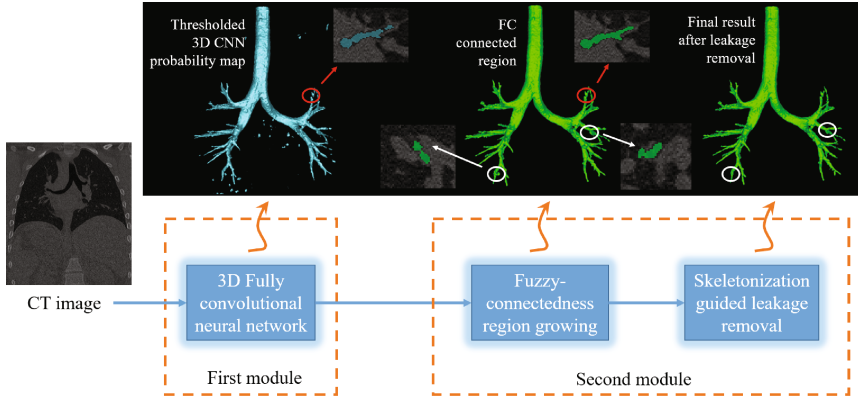 Thresholded
3D CNN
probability map
FC
connected
region
Final result
after leakage
removal
CT image
3D Fully
convolutional
neural network
Fuzzy-
connectedness
region growing
Skeletonization
guided leakage
removal
First module
Second module